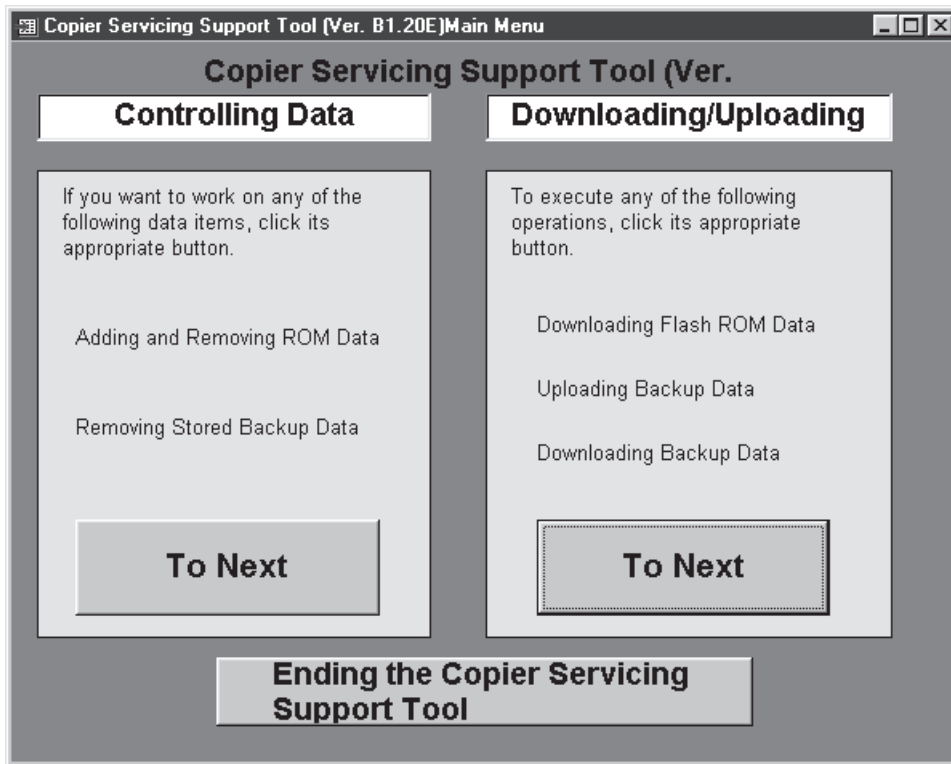 Copier Servicing Support Tool (Ver. B1.20E)Main Menu
Copier Servicing Support Tool (Ver.
Controlling Data
If you want to work on any of the
following data items, click its
appropriate button.
Adding and Removing ROM Data
Removing Stored Backup Data
To Next
Downloading/Uploading
To execute any of the following
operations, click its appropriate
button.
Downloading Flash ROM Data
Uploading Backup Data
Downloading Backup Data
To Next
Ending the Copier Servicing
Support Tool